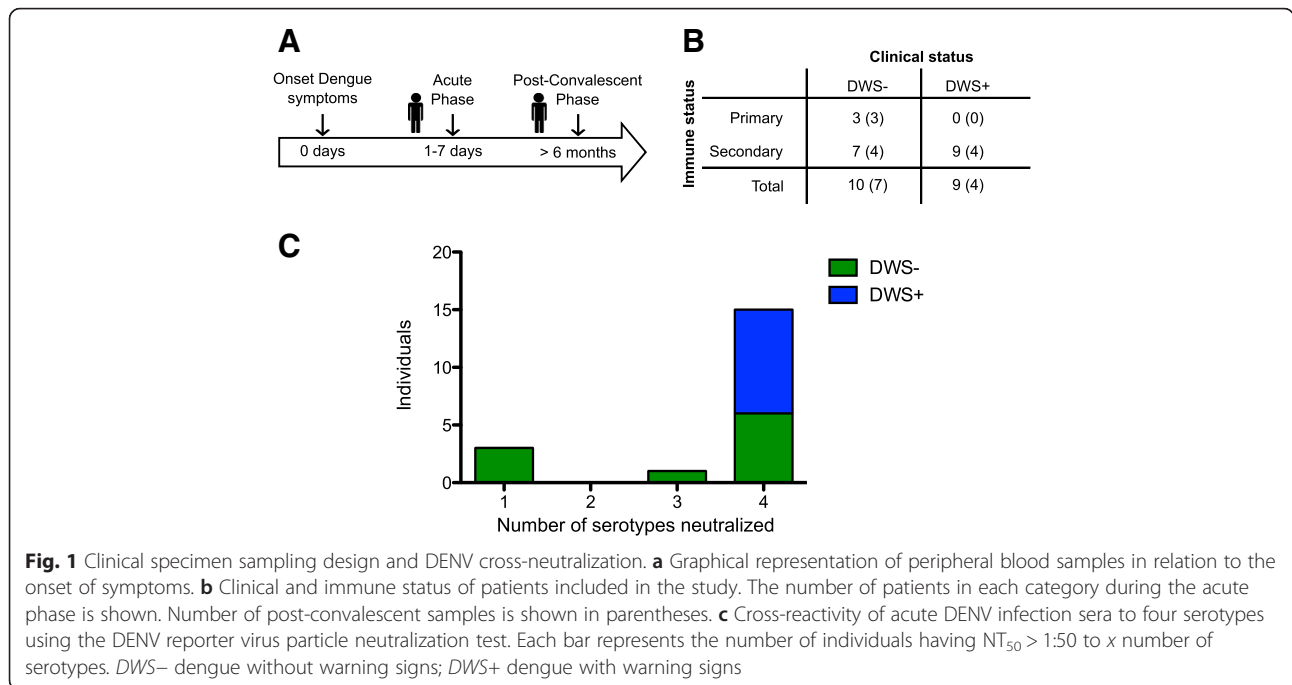 A
Onset Dengue symptoms
Acute Phase
Post-Convalescent Phase
0 days
1-7 days
> 6 months
B
Clinical status
Immune status
DWS-
DWS+
Primary
3 (3)
0 (0)
Secondary
7 (4)
9 (4)
Total
10 (7)
9 (4)
C
20
15
10
5
0
Individuals
1
2
3
4
Number of serotypes neutralized
DWS-
DWS+
Fig. 1 Clinical specimen sampling design and DENV cross-neutralization. a Graphical representation of peripheral blood samples in relation to the
onset of symptoms. b Clinical and immune status of patients included in the study. The number of patients in each category during the acute
phase is shown. Number of post-convalescent samples is shown in parentheses. c Cross-reactivity of acute DENV infection sera to four serotypes
using the DENV reporter virus particle neutralization test. Each bar represents the number of individuals having NT50 > 1:50 to x number of
serotypes. DWS− dengue without warning signs; DWS+ dengue with warning signs